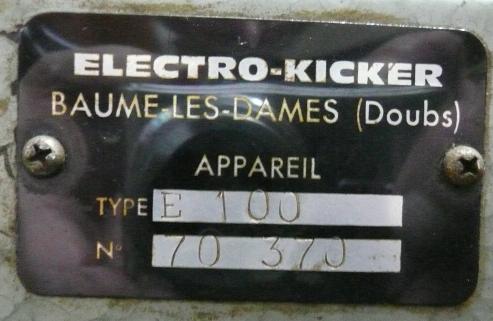 ELECTRO-KICKER
BAUME-LES-DAMES (Doubs)
APPAREIL
TYPE E 100
N° 70 370